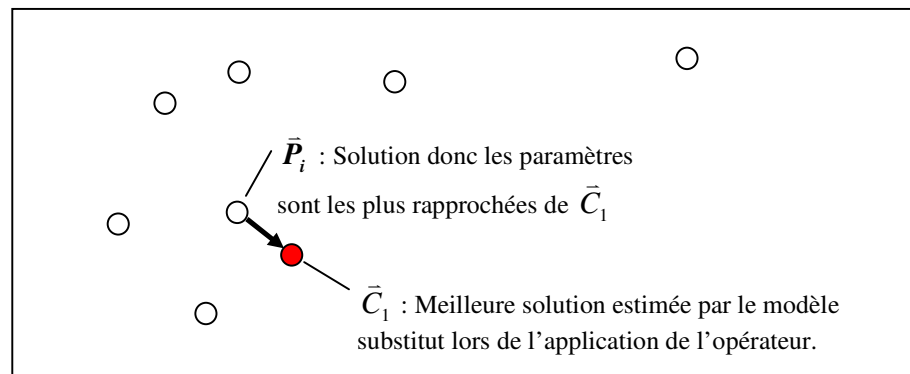 P⃗ᵢ : Solution donc les paramètres
sont les plus rapprochées de C⃗₁
C⃗₁ : Meilleure solution estimée par le modèle
substitut lors de l’application de l’opérateur.